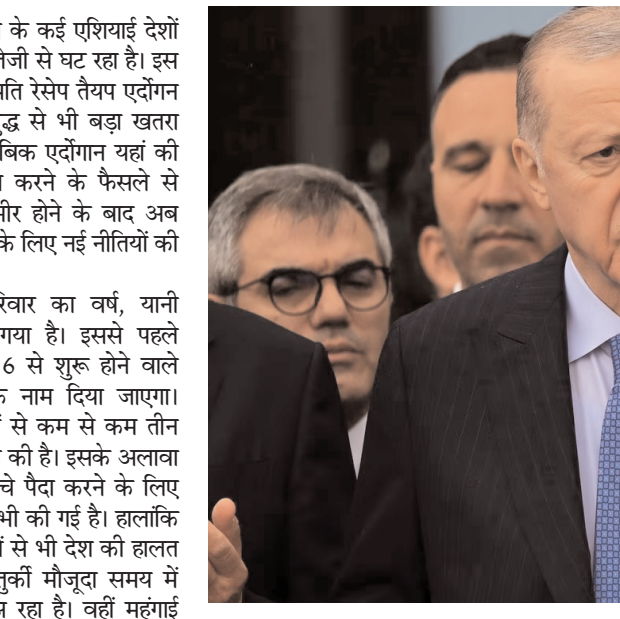 के कई एशियाई देशों
तेजी से घट रहा है। इस
रेसेप तैयप एर्दोगन
से भी बड़ा खतरा
एर्दोगान यहां की
करने के फैसले से
होने के बाद अब
के लिए नई नीतियों की
का वर्ष, यानी
गया है। इससे पहले
6 से शुरू होने वाले
नाम दिया जाएगा।
से कम से कम तीन
की है। इसके अलावा
पैदा करने के लिए
भी की गई है। हालांकि
से भी देश की हालत
तुर्की मौजूदा समय में
रहा है। वहीं महंगाई